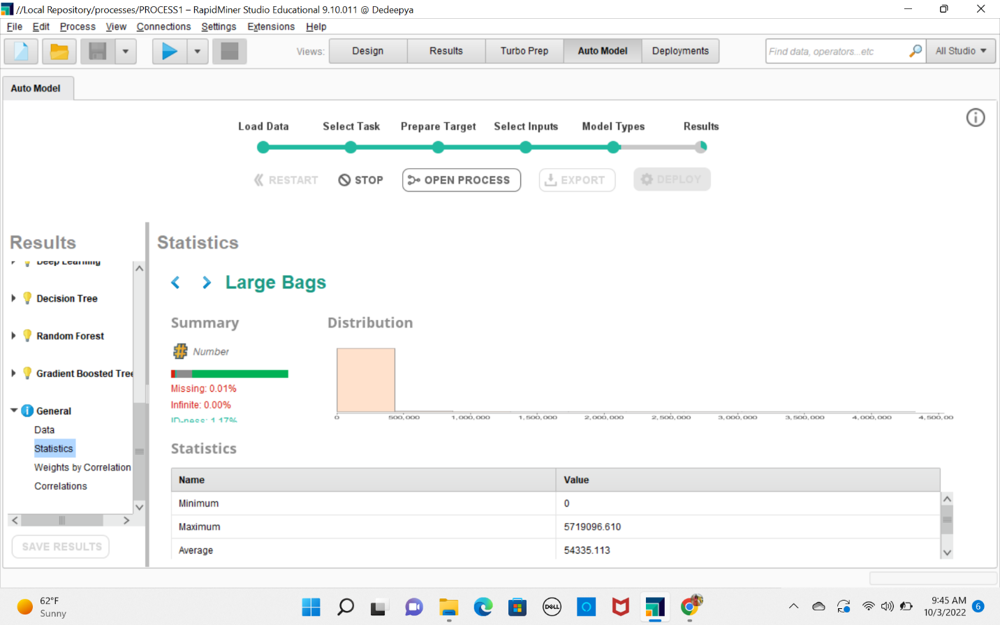 //Local Repository/processes/PROCESS1 – RapidMiner Studio Educational 9.10.011 @ Dedeepya
File Edit Process View Connections Settings Extensions Help
Views: Design Results Turbo Prep Auto Model Deployments
Find data, operators...etc All Studio
Auto Model
Load Data Select Task Prepare Target Select Inputs Model Types Results
RESTART STOP OPEN PROCESS EXPORT DEPLOY
Results
Deep Learning
Decision Tree
Random Forest
Gradient Boosted Tree
General
Data
Statistics
Weights by Correlation
Correlations
SAVE RESULTS
Statistics
Large Bags
Summary
Number
Missing: 0.01%
Infinite: 0.00%
ID-ness: 1.17%
Distribution
0 500,000 1,000,000 1,500,000 2,000,000 2,500,000 3,000,000 3,500,000 4,000,000 4,500,00
Statistics
Name Value
Minimum 0
Maximum 5719096.610
Average 54335.113
62°F
Sunny
DELL
9:45 AM
10/3/2022
6